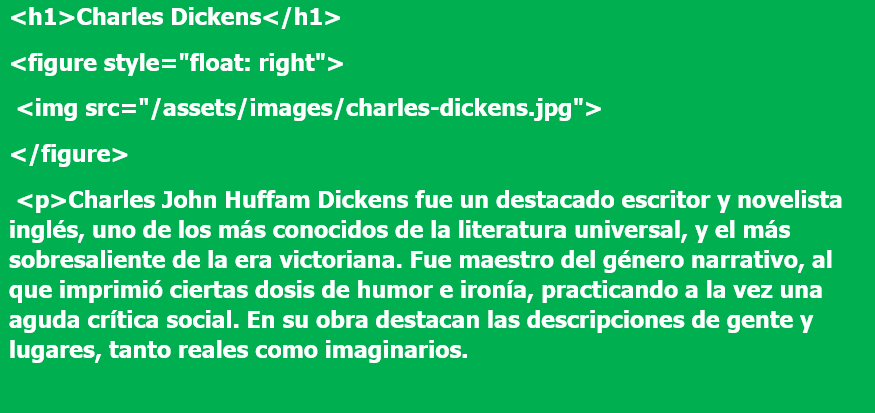 <h1>Charles Dickens</h1>
<figure style="float: right">
<img src="/assets/images/charles-dickens.jpg">
</figure>
<p>Charles John Huffam Dickens fue un destacado escritor y novelista
inglés, uno de los más conocidos de la literatura universal, y el más
sobresaliente de la era victoriana. Fue maestro del género narrativo, al
que imprimió ciertas dosis de humor e ironía, practicando a la vez una
aguda crítica social. En su obra destacan las descripciones de gente y
lugares, tanto reales como imaginarios.